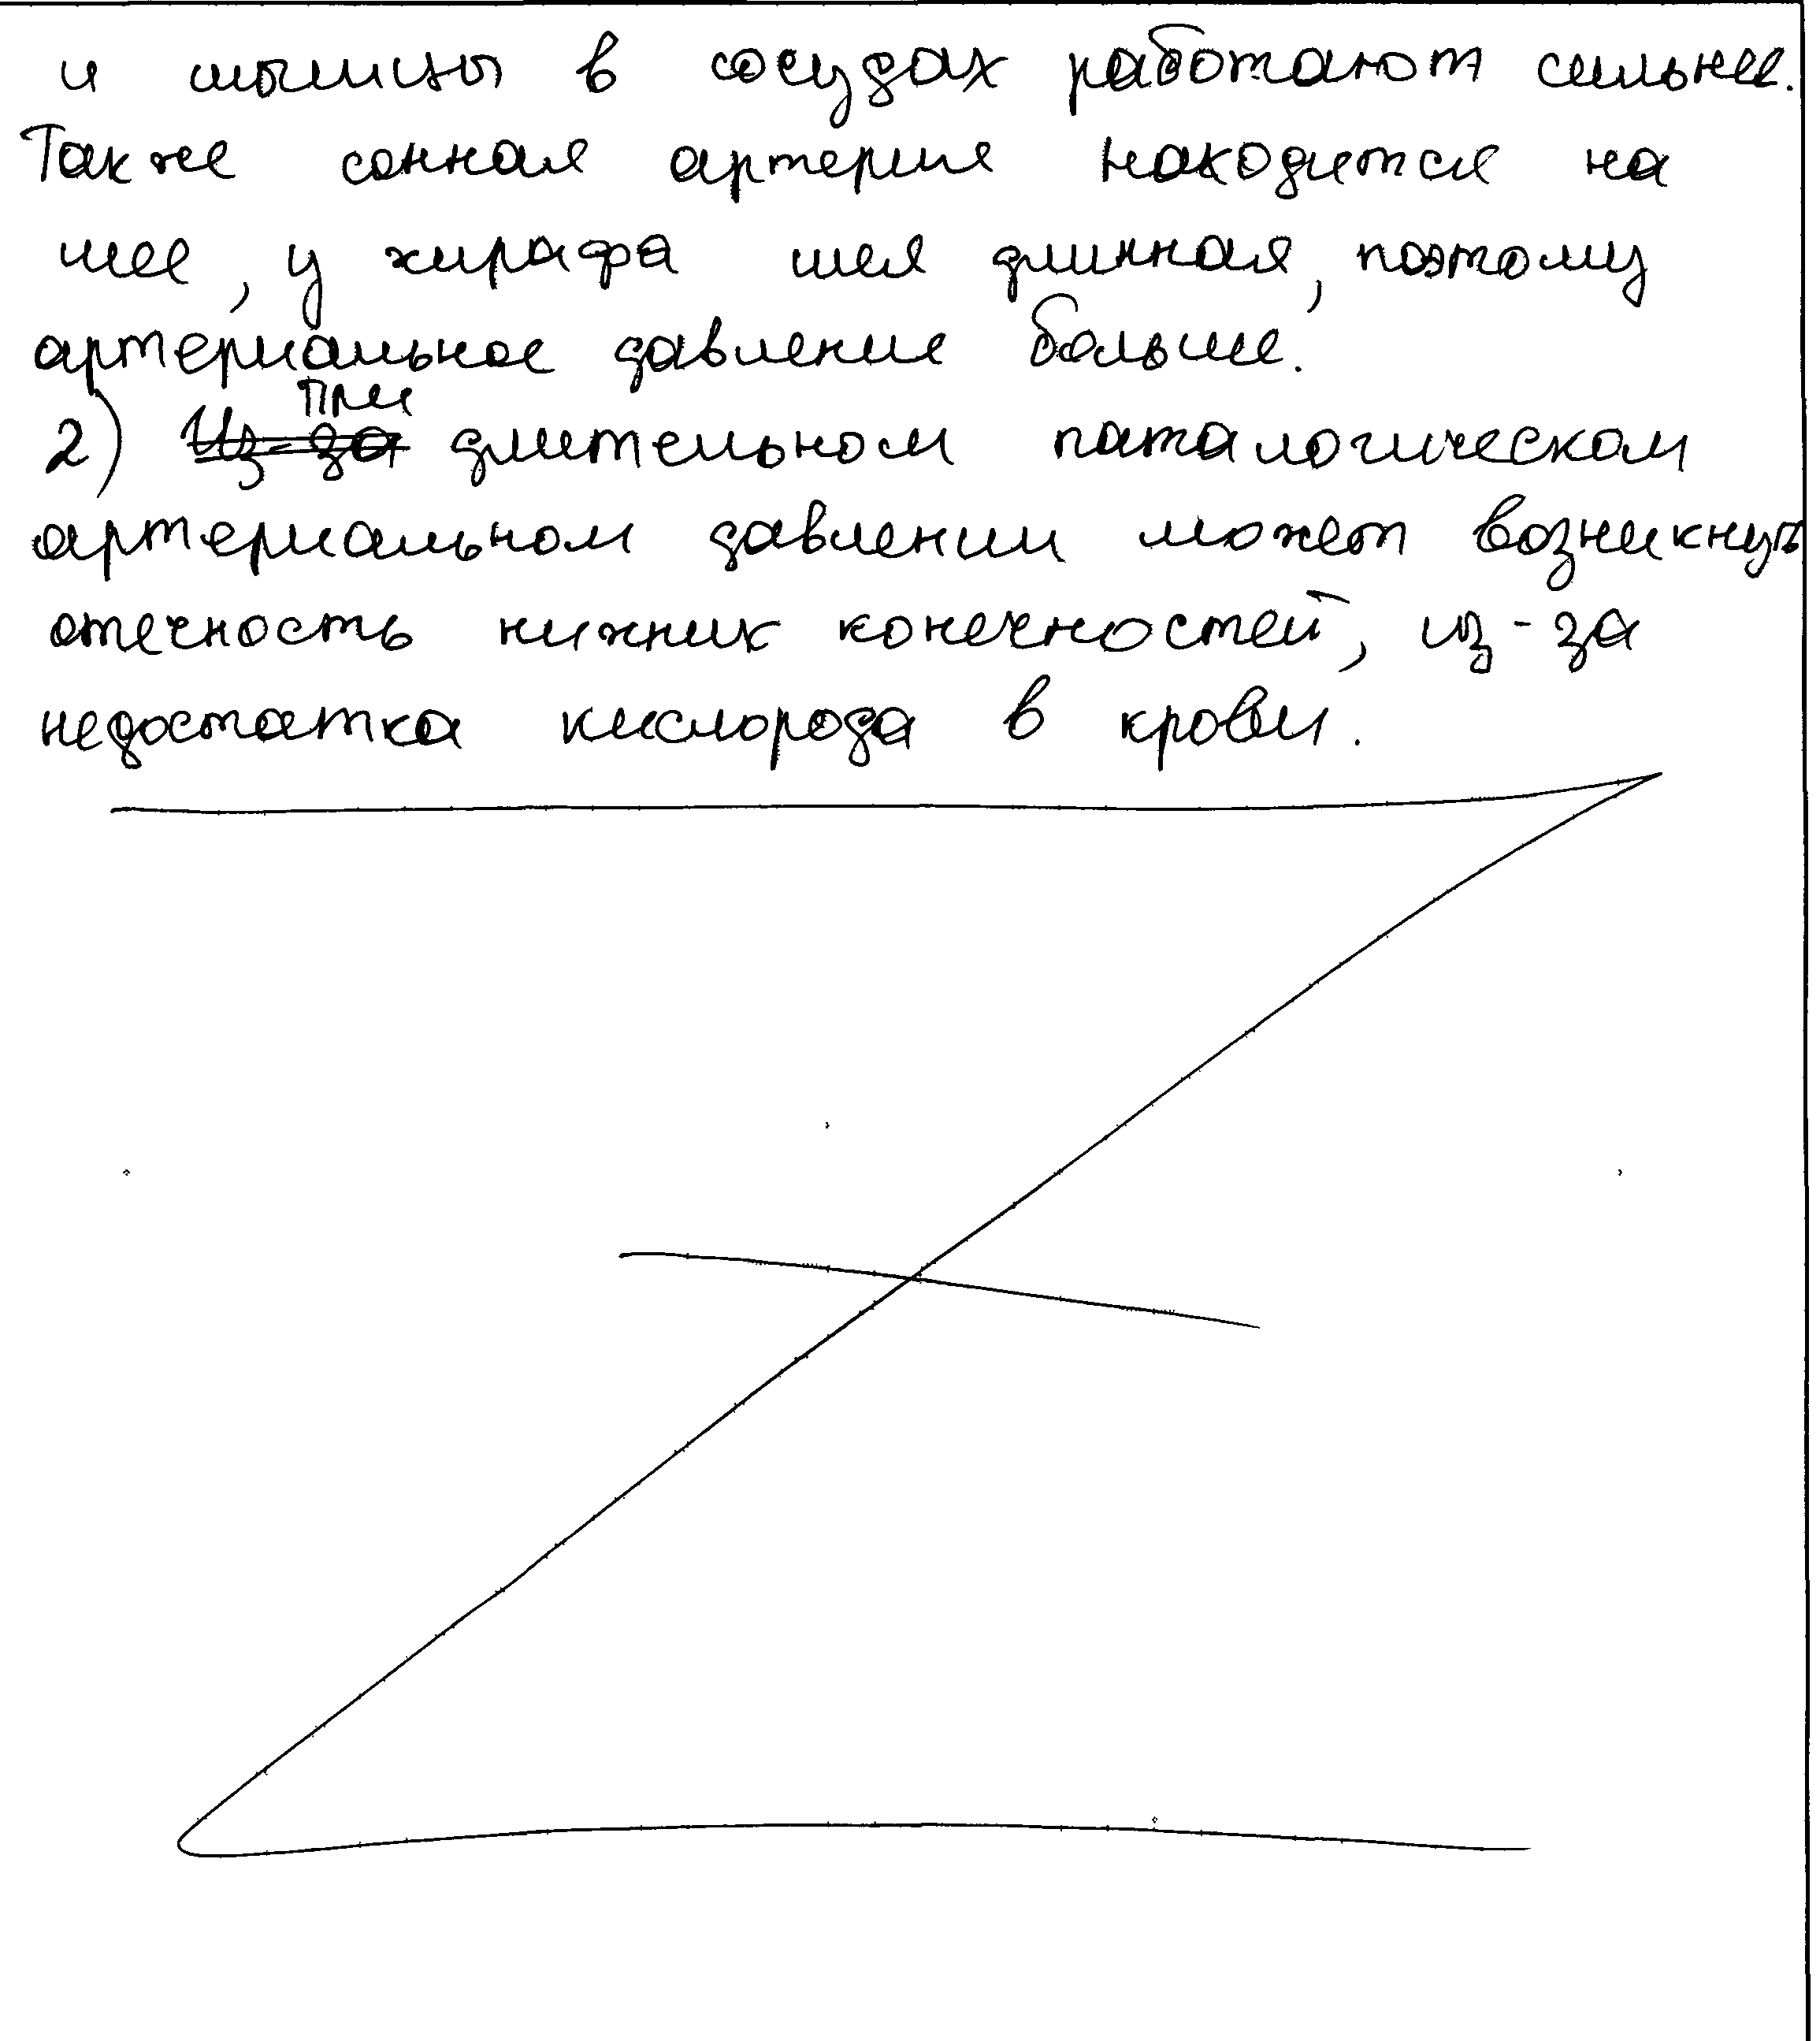 и мышцы в сосудах работают сильнее.
Также сонная артерия находится на
шее, у жирафа шея длинная, поэтому
артериальное давление больше.
2) ~~Из-за~~ При длительном паталогическом
артериальном давлении может возникнуть
отечность нижних конечностей, из-за
недостатка кислорода в крови.